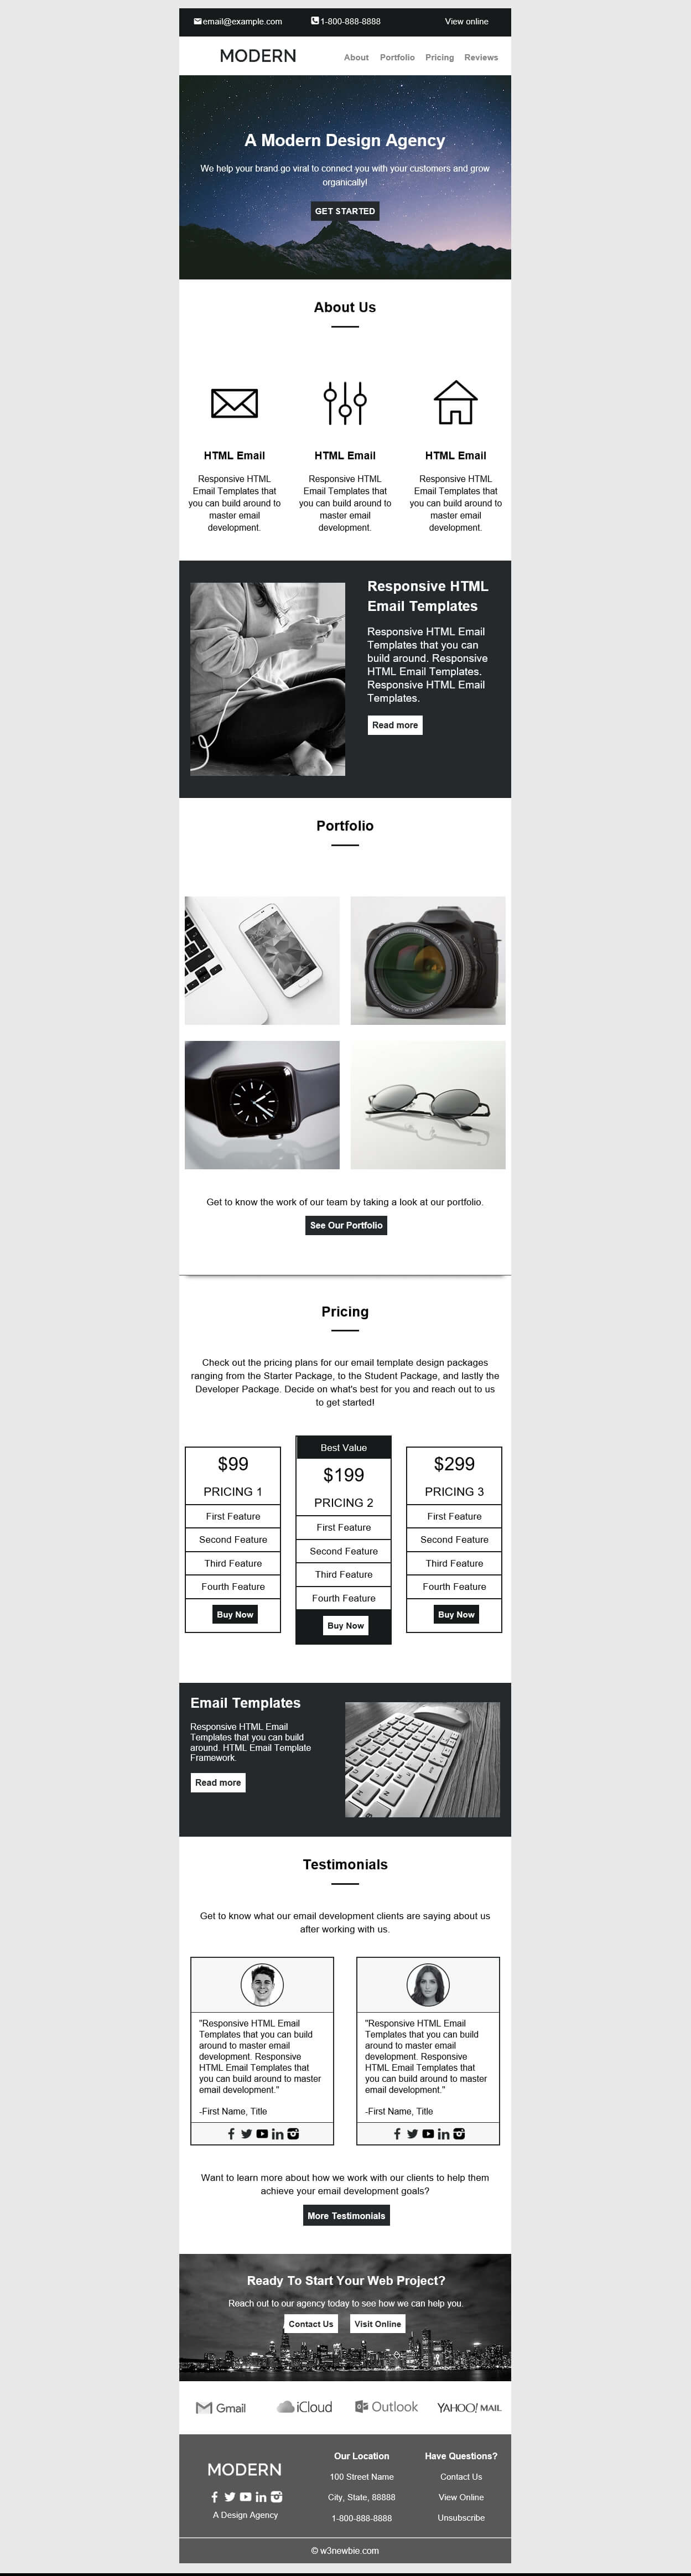 email@example.com 1-800-888-8888 View online
MODERN About Portfolio Pricing Reviews
A Modern Design Agency
We help your brand go viral to connect you with your customers and grow
organically!
GET STARTED
About Us
HTML Email
Responsive HTML
Email Templates that
you can build around to
master email
development.
HTML Email
Responsive HTML
Email Templates that
you can build around to
master email
development.
HTML Email
Responsive HTML
Email Templates that
you can build around to
master email
development.
Responsive HTML
Email Templates
Responsive HTML Email
Templates that you can
build around. Responsive
HTML Email Templates.
Responsive HTML Email
Templates.
Read more
Portfolio
Get to know the work of our team by taking a look at our portfolio.
See Our Portfolio
Pricing
Check out the pricing plans for our email template design packages
ranging from the Starter Package, to the Student Package, and lastly the
Developer Package. Decide on what's best for you and reach out to us
to get started!
$99
PRICING 1
First Feature
Second Feature
Third Feature
Fourth Feature
Buy Now
Best Value
$199
PRICING 2
First Feature
Second Feature
Third Feature
Fourth Feature
Buy Now
$299
PRICING 3
First Feature
Second Feature
Third Feature
Fourth Feature
Buy Now
Email Templates
Responsive HTML Email
Templates that you can build
around. HTML Email Template
Framework.
Read more
Testimonials
Get to know what our email development clients are saying about us
after working with us.
"Responsive HTML Email
Templates that you can build
around to master email
development. Responsive
HTML Email Templates that
you can build around to master
email development."
-First Name, Title
"Responsive HTML Email
Templates that you can build
around to master email
development. Responsive
HTML Email Templates that
you can build around to master
email development."
-First Name, Title
Want to learn more about how we work with our clients to help them
achieve your email development goals?
More Testimonials
Ready To Start Your Web Project?
Reach out to our agency today to see how we can help you.
Contact Us Visit Online
Gmail iCloud Outlook YAHOO! MAIL
MODERN
A Design Agency
Our Location
100 Street Name
City, State, 88888
1-800-888-8888
Have Questions?
Contact Us
View Online
Unsubscribe
© w3newbie.com